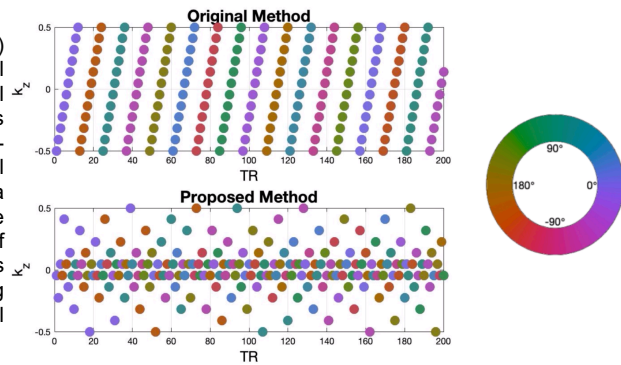 )
l
l
s
-
l
a
e
f
s
g
l
Original Method
0.5
0
-0.5
k_z
0 20 40 60 80 100 120 140 160 180 200
TR
Proposed Method
0.5
0
-0.5
k_z
0 20 40 60 80 100 120 140 160 180 200
TR
90°
180° 0°
-90°